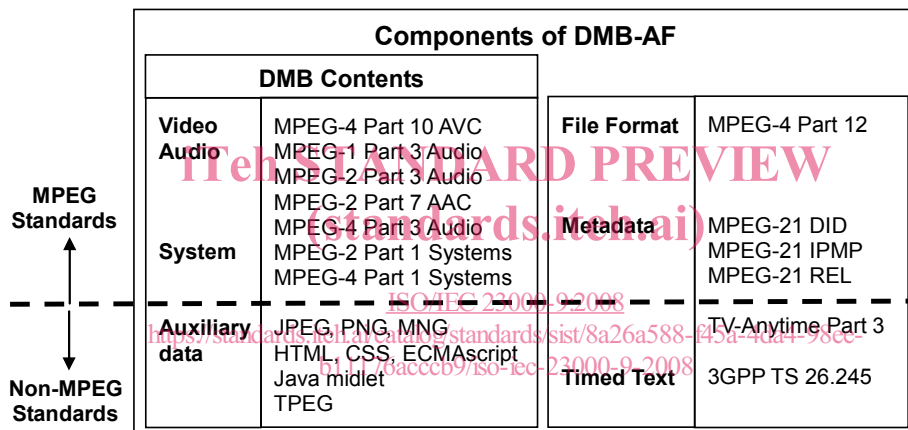 Components of DMB-AF
DMB Contents
Video MPEG-4 Part 10 AVC
Audio MPEG-1 Part 3 Audio
MPEG-2 Part 3 Audio
MPEG-2 Part 7 AAC
MPEG-4 Part 3 Audio
System MPEG-2 Part 1 Systems
MPEG-4 Part 1 Systems
Auxiliary data
JPEG, PNG, MNG
HTML, CSS, ECMAscript
Java midlet
TPEG
File Format MPEG-4 Part 12
Metadata MPEG-21 DID
MPEG-21 IPMP
MPEG-21 REL
TV-Anytime Part 3
Timed Text 3GPP TS 26.245
MPEG
Standards
Non-MPEG
Standards
iTeh STANDARD PREVIEW
(standards.iteh.ai)
ISO/IEC 23000-9:2008